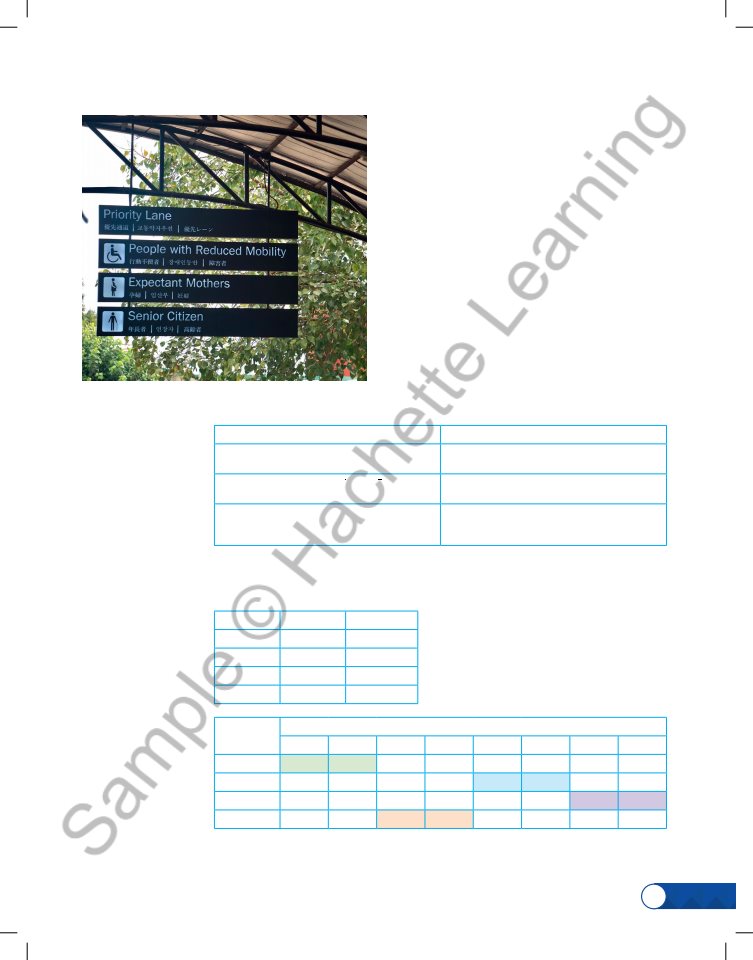 Priority Lane
優先通道 | 교통약자우선 | 優先レーン
People with Reduced Mobility
行動不便者 | 장애인등편 | 障害者
Expectant Mothers
孕婦 | 임산부 | 妊婦
Senior Citizen
年長者 | 연장자 | 高齢者
Sample © Hachette Learning